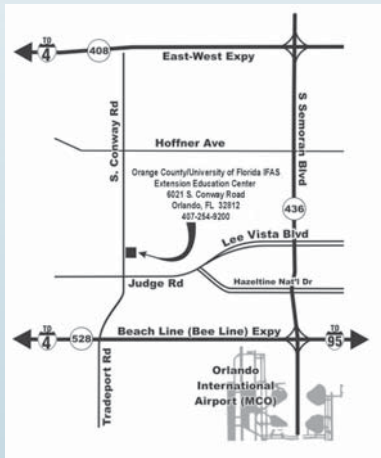 TO
4
408
East-West Expy
S. Conway Rd
S Semoran Blvd
Hoffner Ave
Orange County/University of Florida IFAS
Extension Education Center
6021 S. Conway Road
Orlando, FL 32812
407-254-9200
436
Lee Vista Blvd
Judge Rd
Hazeltine Nat'l Dr
Beach Line (Bee Line) Expy
TO
4
528
TO
95
Tradeport Rd
Orlando
International
Airport (MCO)